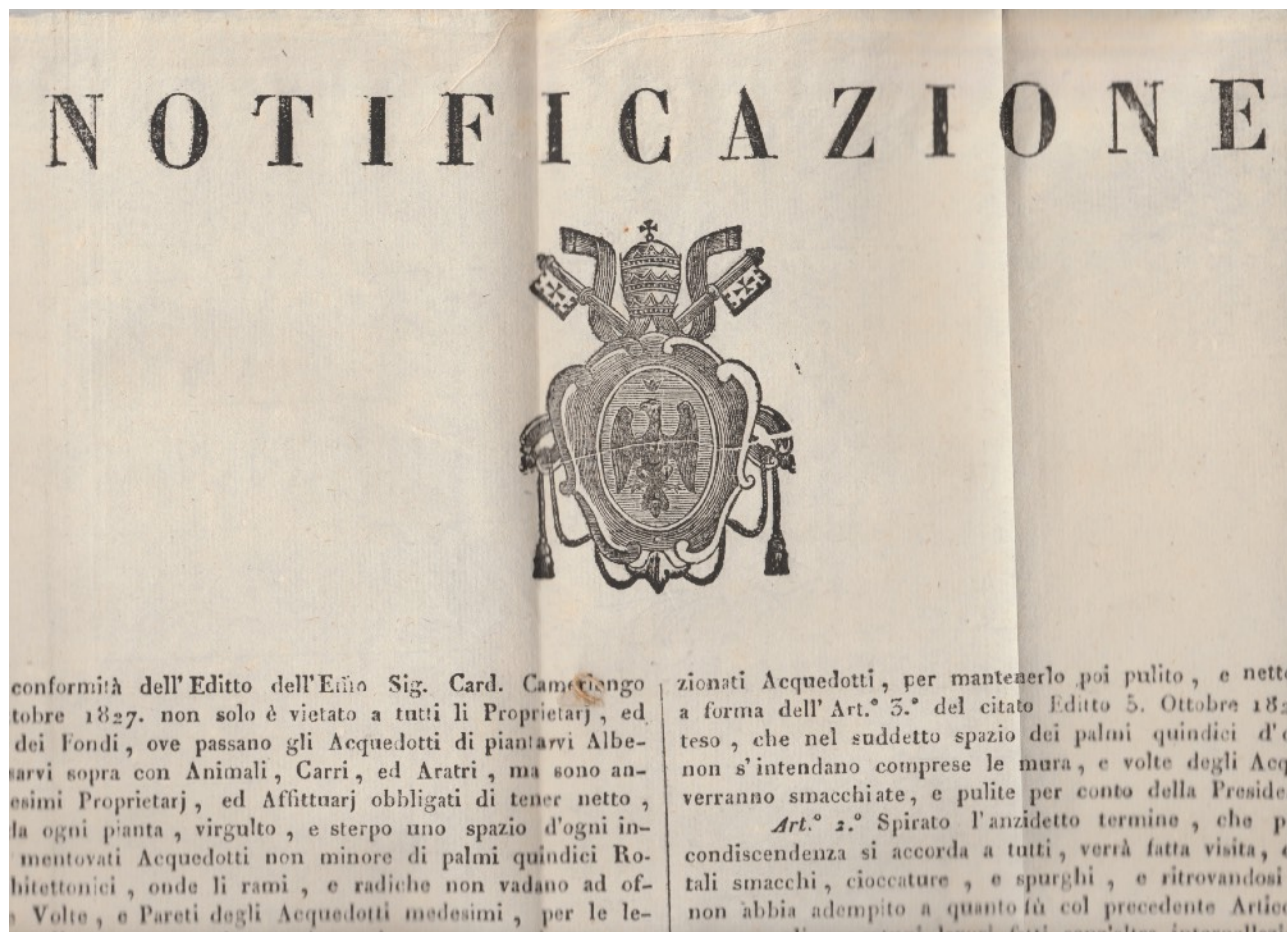 NOTIFICAZIONE
conformità dell'Editto dell'Emo Sig. Card. Camerlengo
tobre 1827. non solo è vietato a tutti li Proprietarj, ed
dei Fondi, ove passano gli Acquedotti di piantarvi Albe-
sarvi sopra con Animali, Carri, ed Aratri, ma sono an-
esimi Proprietarj, ed Affittuarj obbligati di tener netto,
da ogni pianta, virgulto, e sterpo uno spazio d'ogni in-
mentovati Acquedotti non minore di palmi quindici Ro-
hitettonici, onde li rami, e radiche non vadano ad of-
Volte, e Pareti degli Acquedotti medesimi, per le le-
zionati Acquedotti, per mantenerlo poi pulito, e nett
a forma dell' Art.° 3.° del citato Editto 5. Ottobre 18
teso, che nel suddetto spazio dei palmi quindici d'
non s'intendano comprese le mura, e volte degli Acq
verranno smacchiate, e pulite per conto della Preside
Art.° 2.° Spirato l'anzidetto termine, che p
condiscendenza si accorda a tutti, verrà fatta visita,
tali smacchi, cioccature, e spurghi, e ritrovandosi
non abbia adempito a quanto fù col precedente Artic